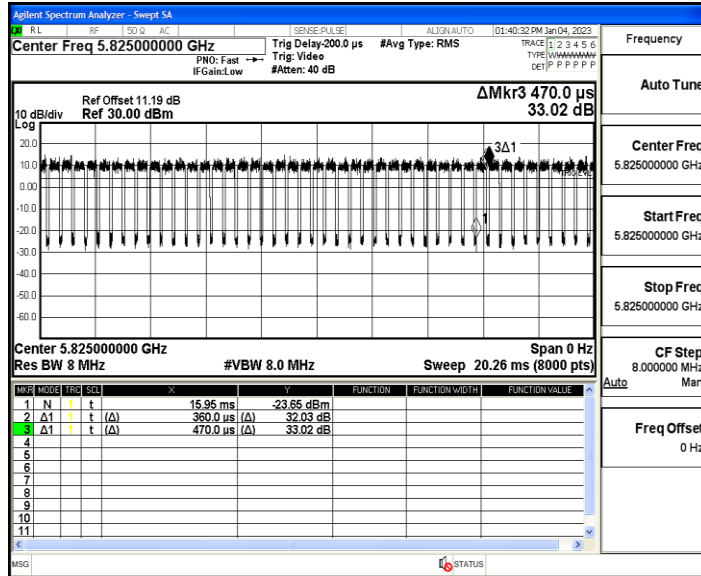 Agilent Spectrum Analyzer - Swept SA
RL RF 50 Ω AC SENSE:PULSE ALIGN AUTO 01:40:32 PM Jan 04, 2023
Center Freq 5.825000000 GHz
PNO: Fast
IFGain:Low
Trig Delay-200.0 µs
Trig: Video
#Atten: 40 dB
#Avg Type: RMS
TRACE 1 2 3 4 5 6
TYPE WWWWWW
DET P P P P P P
Ref Offset 11.19 dB
10 dB/div Ref 30.00 dBm
ΔMkr3 470.0 µs
33.02 dB
Log
20.0
10.0
0.00
-10.0
-20.0
-30.0
-40.0
-50.0
-60.0
3Δ1
TRIG LVL
1
Center 5.825000000 GHz Span 0 Hz
Res BW 8 MHz #VBW 8.0 MHz Sweep 20.26 ms (8000 pts)
MKR MODE TRC SCL X Y FUNCTION FUNCTION WIDTH FUNCTION VALUE
1 N 1 t 15.95 ms -23.65 dBm
2 Δ1 1 t (Δ) 360.0 µs (Δ) 32.03 dB
3 Δ1 1 t (Δ) 470.0 µs (Δ) 33.02 dB
4
5
6
7
8
9
10
11
MSG STATUS
Frequency
Auto Tune
Center Freq
5.825000000 GHz
Start Freq
5.825000000 GHz
Stop Freq
5.825000000 GHz
CF Step
8.000000 MHz
Auto Man
Freq Offset
0 Hz